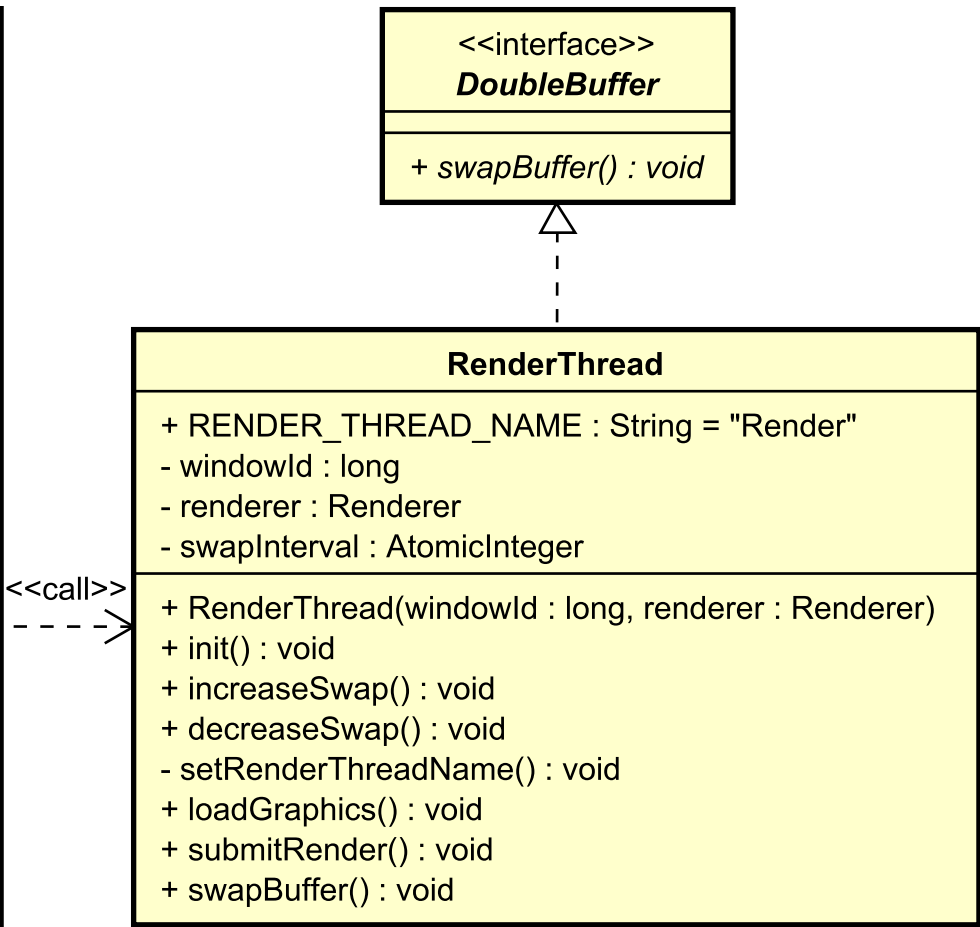 <<interface>>
DoubleBuffer
+ swapBuffer() : void
RenderThread
+ RENDER_THREAD_NAME : String = "Render"
- windowId : long
- renderer : Renderer
- swapInterval : AtomicInteger
<<call>>
+ RenderThread(windowId : long, renderer : Renderer)
+ init() : void
+ increaseSwap() : void
+ decreaseSwap() : void
- setRenderThreadName() : void
+ loadGraphics() : void
+ submitRender() : void
+ swapBuffer() : void